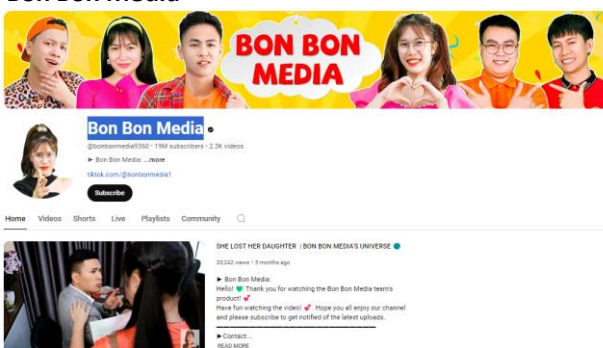 Bon Bon Media
BON BON
MEDIA
Bon Bon Media
@bonbonmedia9360 · 19M subscribers · 2.3K videos
► Bon Bon Media: ...more
tiktok.com/@bonbonmedia1
Subscribe
Home Videos Shorts Live Playlists Community
SHE LOST HER DAUGHTER | BON BON MEDIA'S UNIVERSE 🌎
35,242 views • 3 months ago
► Bon Bon Media:
Hello! 💚 Thank you for watching the Bon Bon Media team's
product! 💕
Have fun watching the video! 💕 Hope you all enjoy our channel
and please subscribe to get notified of the latest uploads.
►Contact:...
READ MORE